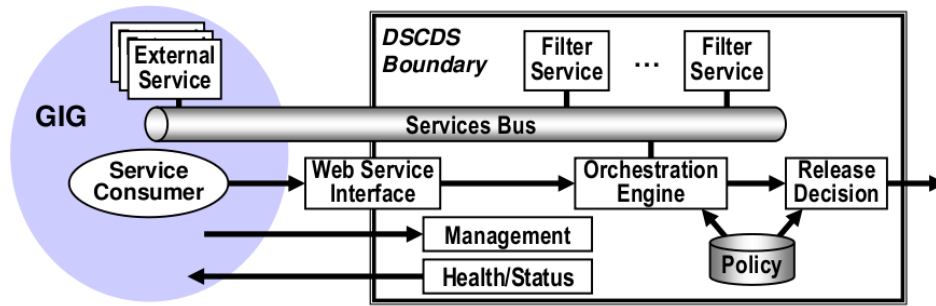 DSCDS
Boundary
Filter
Service
...
Filter
Service
External
Service
GIG
Services Bus
Service
Consumer
Web Service
Interface
Orchestration
Engine
Release
Decision
Management
Health/Status
Policy